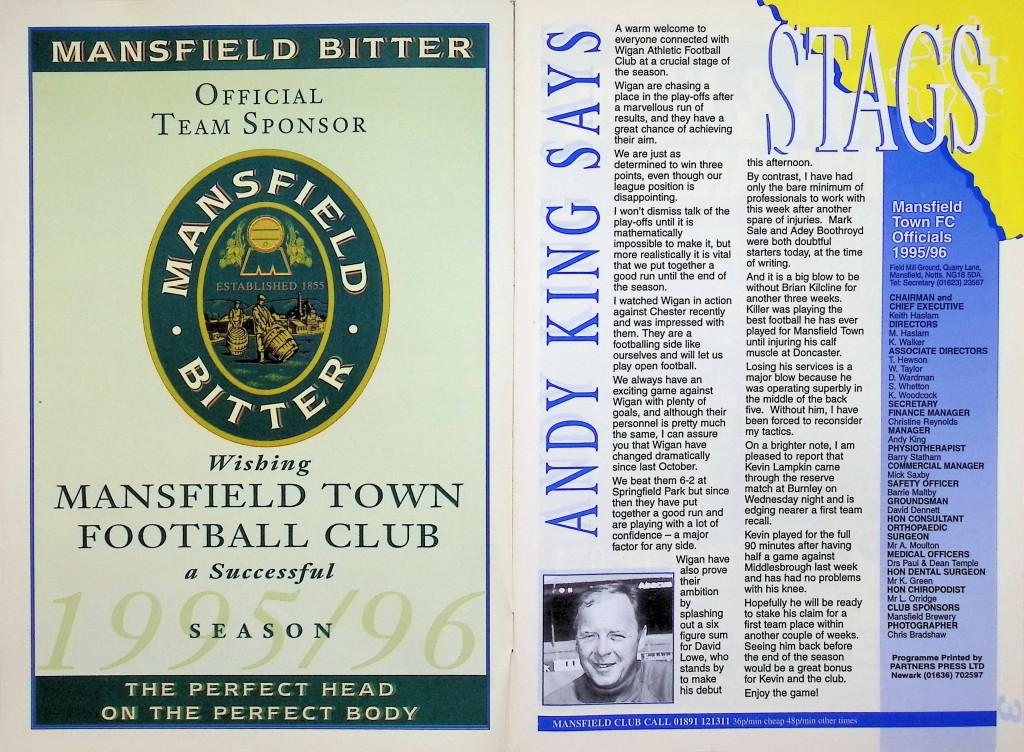 MANSFIELD BITTER
OFFICIAL
TEAM SPONSOR
MANSFIELD
ESTABLISHED 1855
• BITTER •
Wishing
MANSFIELD TOWN
FOOTBALL CLUB
a Successful
1995/96
SEASON
THE PERFECT HEAD
ON THE PERFECT BODY
ANDY KING SAYS
A warm welcome to
everyone connected with
Wigan Athletic Football
Club at a crucial stage of
the season.
Wigan are chasing a
place in the play-offs after
a marvellous run of
results, and they have a
great chance of achieving
their aim.
We are just as
determined to win three
points, even though our
league position is
disappointing.
I won't dismiss talk of the
play-offs until it is
mathematically
impossible to make it, but
more realistically it is vital
that we put together a
good run until the end of
the season.
I watched Wigan in action
against Chester recently
and was impressed with
them. They are a
footballing side like
ourselves and will let us
play open football.
We always have an
exciting game against
Wigan with plenty of
goals, and although their
personnel is pretty much
the same, I can assure
you that Wigan have
changed dramatically
since last October.
We beat them 6-2 at
Springfield Park but since
then they have put
together a good run and
are playing with a lot of
confidence – a major
factor for any side.
Wigan have
also prove
their
ambition
by
splashing
out a six
figure sum
for David
Lowe, who
stands by
to make
his debut
this afternoon.
By contrast, I have had
only the bare minimum of
professionals to work with
this week after another
spare of injuries. Mark
Sale and Adey Boothroyd
were both doubtful
starters today, at the time
of writing.
And it is a big blow to be
without Brian Kilcline for
another three weeks.
Killer was playing the
best football he has ever
played for Mansfield Town
until injuring his calf
muscle at Doncaster.
Losing his services is a
major blow because he
was operating superbly in
the middle of the back
five. Without him, I have
been forced to reconsider
my tactics.
On a brighter note, I am
pleased to report that
Kevin Lampkin came
through the reserve
match at Burnley on
Wednesday night and is
edging nearer a first team
recall.
Kevin played for the full
90 minutes after having
half a game against
Middlesbrough last week
and has had no problems
with his knee.
Hopefully he will be ready
to stake his claim for a
first team place within
another couple of weeks.
Seeing him back before
the end of the season
would be a great bonus
for Kevin and the club.
Enjoy the game!
STAGS
Mansfield
Town FC
Officials
1995/96
Field Mill Ground, Quarry Lane,
Mansfield, Notts. NG18 5DA.
Tel: Secretary (01623) 23567
CHAIRMAN and
CHIEF EXECUTIVE
Keith Haslam
DIRECTORS
M. Haslam
K. Walker
ASSOCIATE DIRECTORS
T. Hewson
W. Taylor
D. Wardman
S. Whetton
K. Woodcock
SECRETARY
FINANCE MANAGER
Christine Reynolds
MANAGER
Andy King
PHYSIOTHERAPIST
Barry Statham
COMMERCIAL MANAGER
Mick Saxby
SAFETY OFFICER
Barrie Maltby
GROUNDSMAN
David Dennett
HON CONSULTANT
ORTHOPAEDIC
SURGEON
Mr A. Moulton
MEDICAL OFFICERS
Drs Paul & Dean Temple
HON DENTAL SURGEON
Mr K. Green
HON CHIROPODIST
Mr L. Orridge
CLUB SPONSORS
Mansfield Brewery
PHOTOGRAPHER
Chris Bradshaw
Programme Printed by
PARTNERS PRESS LTD
Newark (01636) 702597
MANSFIELD CLUB CALL 01891 121311 36p/min cheap 48p/min other times
3